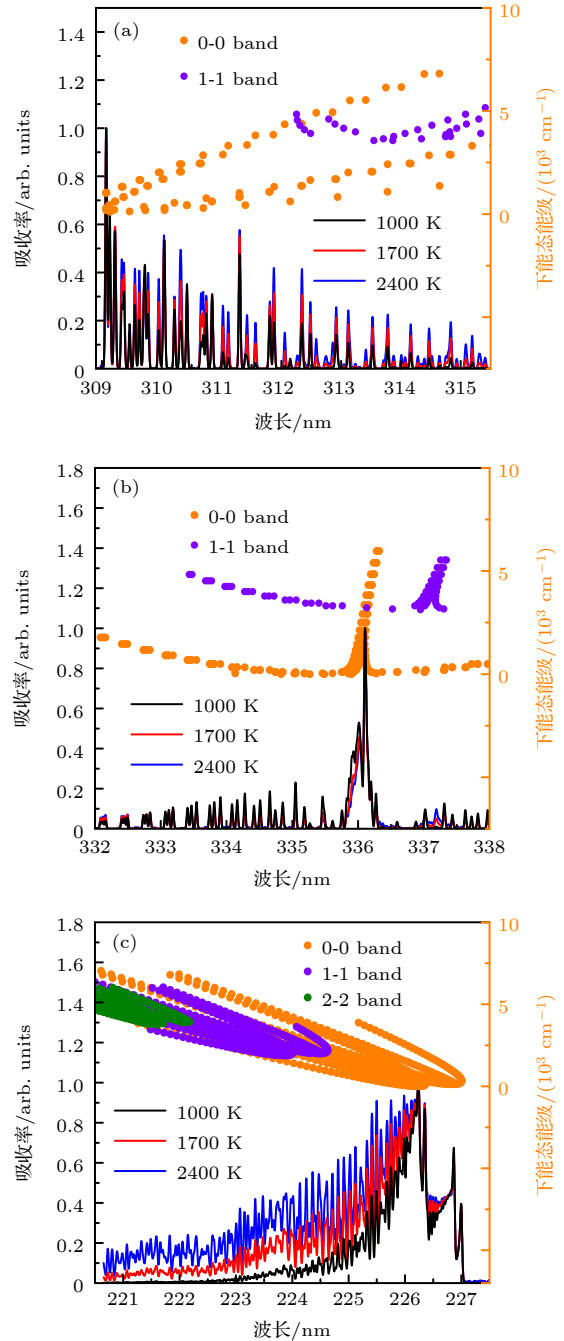 (a)
0-0 band
1-1 band
1000 K
1700 K
2400 K
吸收率/arb. units
0
0.2
0.4
0.6
0.8
1.0
1.2
1.4
下能态能级/(10³ cm⁻¹)
0
5
10
309 310 311 312 313 314 315
波长/nm
(b)
0-0 band
1-1 band
1000 K
1700 K
2400 K
吸收率/arb. units
0
0.2
0.4
0.6
0.8
1.0
1.2
1.4
1.6
1.8
下能态能级/(10³ cm⁻¹)
0
5
10
332 333 334 335 336 337 338
波长/nm
(c)
0-0 band
1-1 band
2-2 band
1000 K
1700 K
2400 K
吸收率/arb. units
0
0.2
0.4
0.6
0.8
1.0
1.2
1.4
1.6
1.8
下能态能级/(10³ cm⁻¹)
0
5
10
221 222 223 224 225 226 227
波长/nm